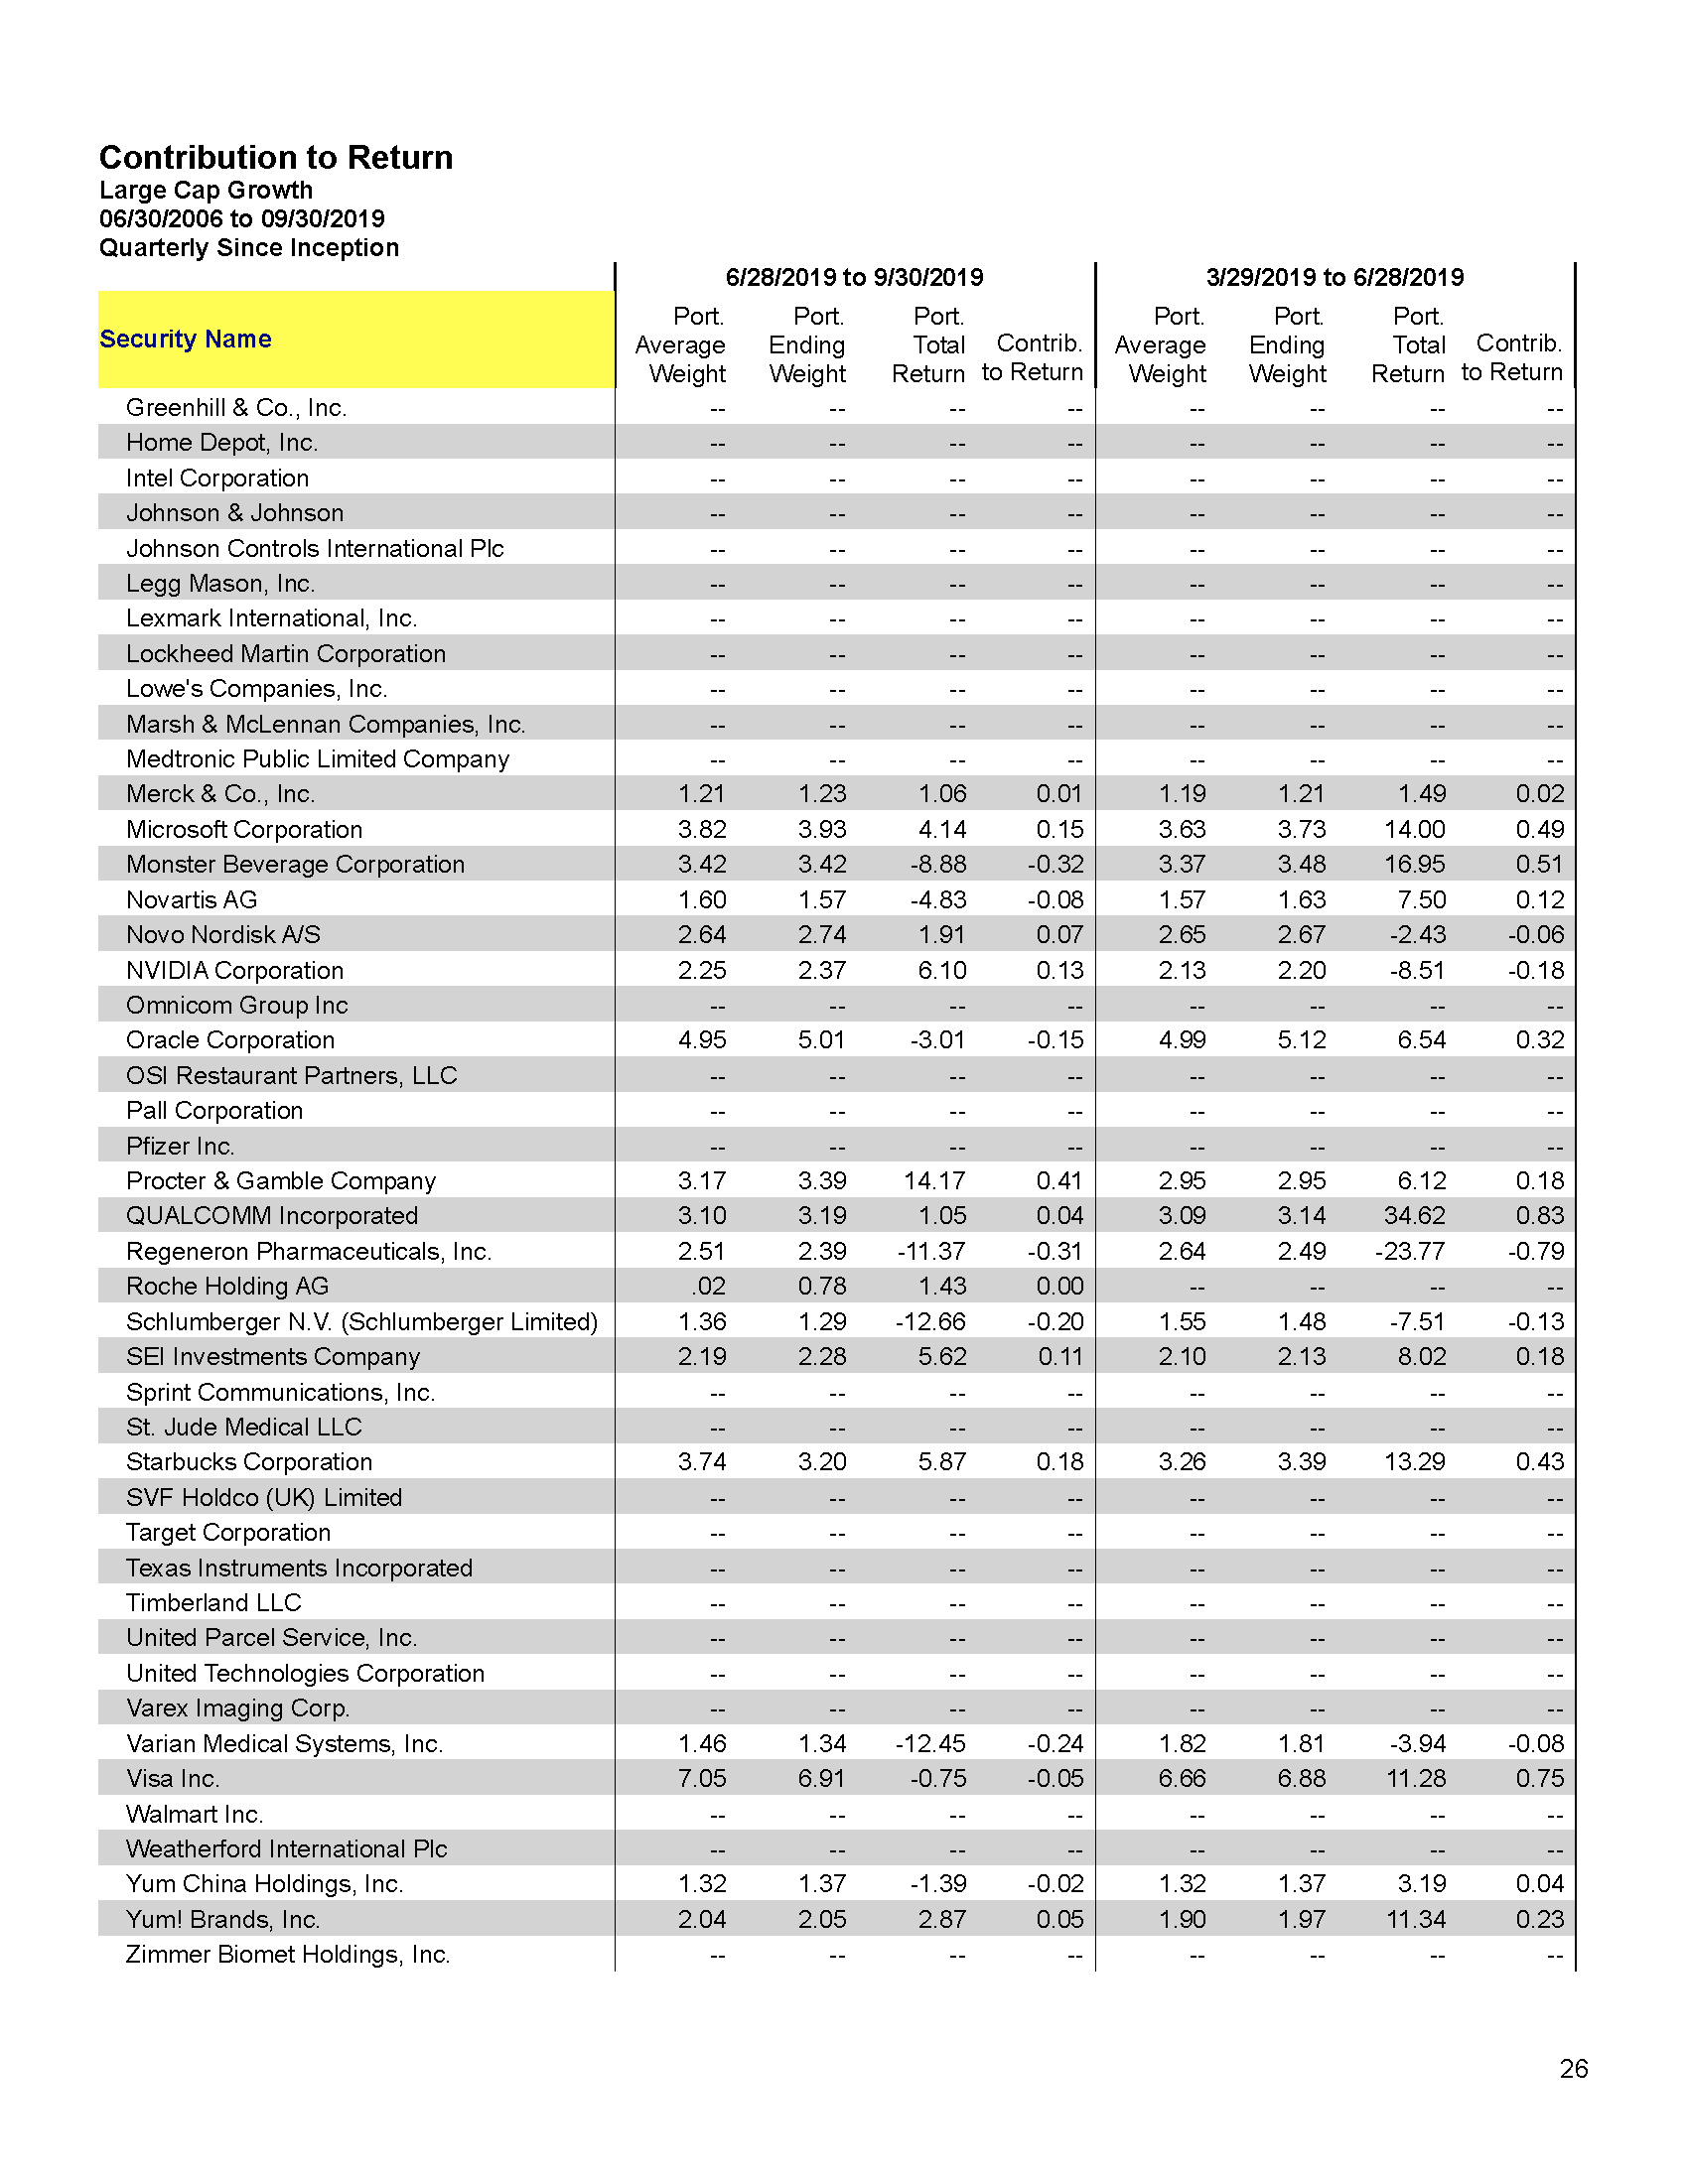 Contribution to Return
Large Cap Growth
06/30/2006 to 09/30/2019
Quarterly Since Inception
6/28/2019 to 9/30/2019 3/29/2019 to 6/28/2019
Security Name Port. Average Weight Port. Ending Weight Port. Total Return Contrib. to Return Port. Average Weight Port. Ending Weight Port. Total Return Contrib. to Return
Greenhill & Co., Inc. -- -- -- -- -- -- -- --
Home Depot, Inc. -- -- -- -- -- -- -- --
Intel Corporation -- -- -- -- -- -- -- --
Johnson & Johnson -- -- -- -- -- -- -- --
Johnson Controls International Plc -- -- -- -- -- -- -- --
Legg Mason, Inc. -- -- -- -- -- -- -- --
Lexmark International, Inc. -- -- -- -- -- -- -- --
Lockheed Martin Corporation -- -- -- -- -- -- -- --
Lowe's Companies, Inc. -- -- -- -- -- -- -- --
Marsh & McLennan Companies, Inc. -- -- -- -- -- -- -- --
Medtronic Public Limited Company -- -- -- -- -- -- -- --
Merck & Co., Inc. 1.21 1.23 1.06 0.01 1.19 1.21 1.49 0.02
Microsoft Corporation 3.82 3.93 4.14 0.15 3.63 3.73 14.00 0.49
Monster Beverage Corporation 3.42 3.42 -8.88 -0.32 3.37 3.48 16.95 0.51
Novartis AG 1.60 1.57 -4.83 -0.08 1.57 1.63 7.50 0.12
Novo Nordisk A/S 2.64 2.74 1.91 0.07 2.65 2.67 -2.43 -0.06
NVIDIA Corporation 2.25 2.37 6.10 0.13 2.13 2.20 -8.51 -0.18
Omnicom Group Inc -- -- -- -- -- -- -- --
Oracle Corporation 4.95 5.01 -3.01 -0.15 4.99 5.12 6.54 0.32
OSI Restaurant Partners, LLC -- -- -- -- -- -- -- --
Pall Corporation -- -- -- -- -- -- -- --
Pfizer Inc. -- -- -- -- -- -- -- --
Procter & Gamble Company 3.17 3.39 14.17 0.41 2.95 2.95 6.12 0.18
QUALCOMM Incorporated 3.10 3.19 1.05 0.04 3.09 3.14 34.62 0.83
Regeneron Pharmaceuticals, Inc. 2.51 2.39 -11.37 -0.31 2.64 2.49 -23.77 -0.79
Roche Holding AG .02 0.78 1.43 0.00 -- -- -- --
Schlumberger N.V. (Schlumberger Limited) 1.36 1.29 -12.66 -0.20 1.55 1.48 -7.51 -0.13
SEI Investments Company 2.19 2.28 5.62 0.11 2.10 2.13 8.02 0.18
Sprint Communications, Inc. -- -- -- -- -- -- -- --
St. Jude Medical LLC -- -- -- -- -- -- -- --
Starbucks Corporation 3.74 3.20 5.87 0.18 3.26 3.39 13.29 0.43
SVF Holdco (UK) Limited -- -- -- -- -- -- -- --
Target Corporation -- -- -- -- -- -- -- --
Texas Instruments Incorporated -- -- -- -- -- -- -- --
Timberland LLC -- -- -- -- -- -- -- --
United Parcel Service, Inc. -- -- -- -- -- -- -- --
United Technologies Corporation -- -- -- -- -- -- -- --
Varex Imaging Corp. -- -- -- -- -- -- -- --
Varian Medical Systems, Inc. 1.46 1.34 -12.45 -0.24 1.82 1.81 -3.94 -0.08
Visa Inc. 7.05 6.91 -0.75 -0.05 6.66 6.88 11.28 0.75
Walmart Inc. -- -- -- -- -- -- -- --
Weatherford International Plc -- -- -- -- -- -- -- --
Yum China Holdings, Inc. 1.32 1.37 -1.39 -0.02 1.32 1.37 3.19 0.04
Yum! Brands, Inc. 2.04 2.05 2.87 0.05 1.90 1.97 11.34 0.23
Zimmer Biomet Holdings, Inc. -- -- -- -- -- -- -- --
26